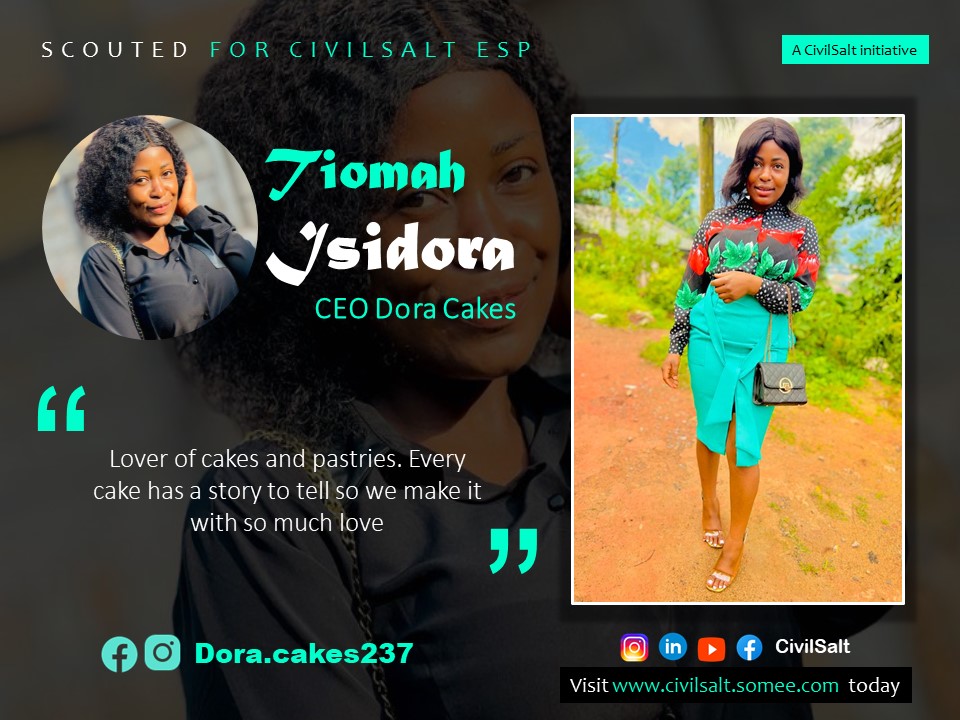 SCOUTED FOR CIVILSALT ESP
A CivilSalt initiative
Tiomah
Isidora
CEO Dora Cakes
“
Lover of cakes and pastries. Every
cake has a story to tell so we make it
with so much love
”
Dora.cakes237
CivilSalt
Visit www.civilsalt.somee.com today